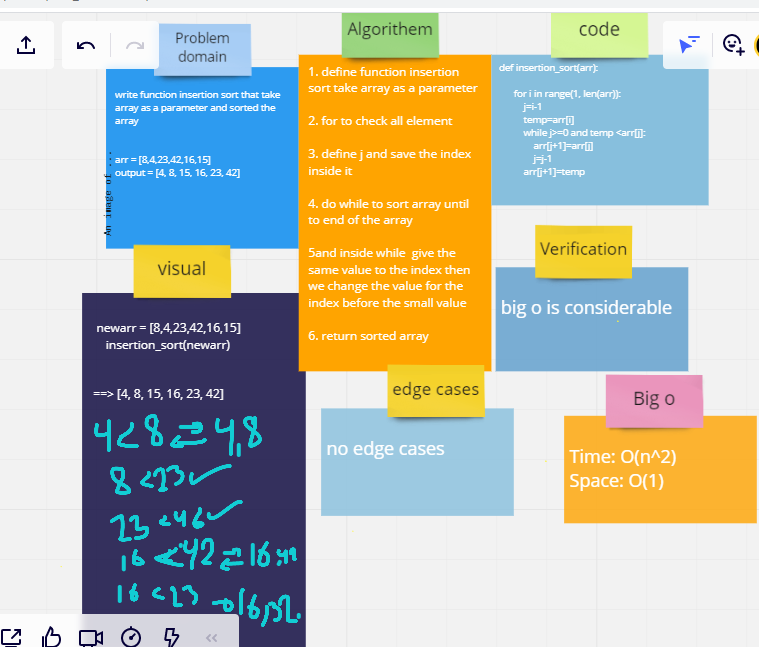 Problem
domain
write function insertion sort that take
array as a parameter and sorted the
array
arr = [8,4,23,42,16,15]
output = [4, 8, 15, 16, 23, 42]
An image of ...
Algorithem
1. define function insertion
sort take array as a parameter
2. for to check all element
3. define j and save the index
inside it
4. do while to sort array until
to end of the array
5and inside while give the
same value to the index then
we change the value for the
index before the small value
6. return sorted array
code
def insertion_sort(arr):
for i in range(1, len(arr)):
j=i-1
temp=arr[i]
while j>=0 and temp <arr[j]:
arr[j+1]=arr[j]
j=j-1
arr[j+1]=temp
visual
newarr = [8,4,23,42,16,15]
insertion_sort(newarr)
==> [4, 8, 15, 16, 23, 42]
4<8 ⇄ 4,8
8<23 ✓
23<46 ✓
16<42 ⇄ 16,
16<23
Verification
big o is considerable
edge cases
no edge cases
Big o
Time: O(n^2)
Space: O(1)